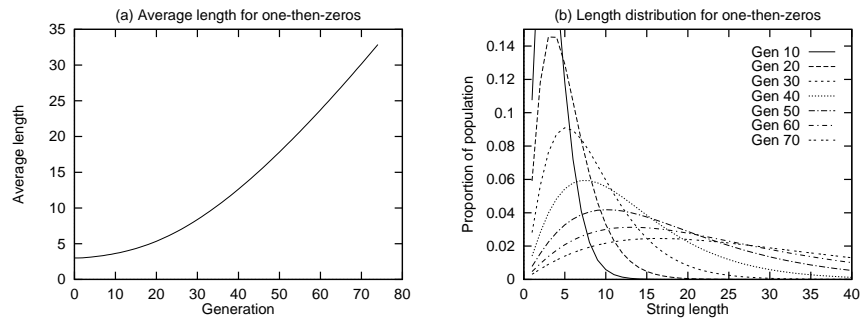 (a) Average length for one-then-zeros
35
30
25
20
15
10
5
0
0 10 20 30 40 50 60 70 80
Generation
Average length
(b) Length distribution for one-then-zeros
0.14
0.12
0.1
0.08
0.06
0.04
0.02
0
0 5 10 15 20 25 30 35 40
String length
Proportion of population
Gen 10
Gen 20
Gen 30
Gen 40
Gen 50
Gen 60
Gen 70